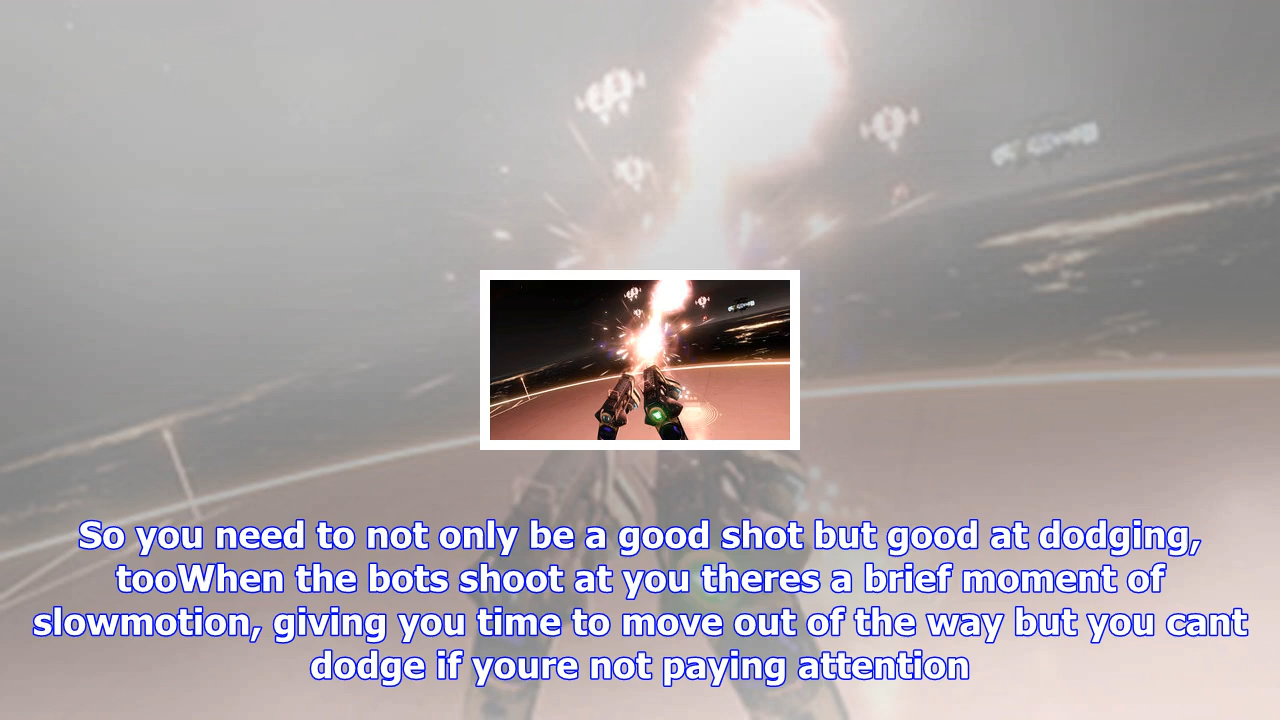 So you need to not only be a good shot but good at dodging,
tooWhen the bots shoot at you theres a brief moment of
slowmotion, giving you time to move out of the way but you cant
dodge if youre not paying attention